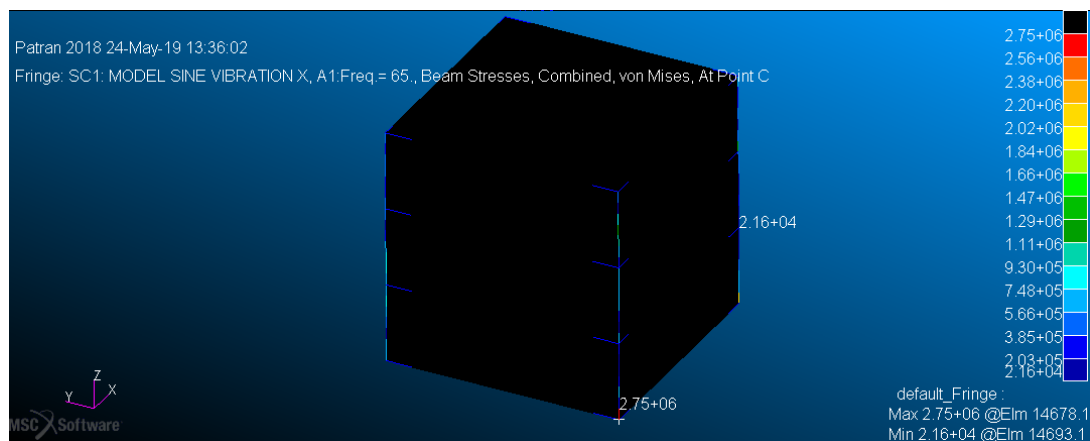 Patran 2018 24-May-19 13:36:02
Fringe: SC1: MODEL SINE VIBRATION X, A1:Freq.= 65., Beam Stresses, Combined, von Mises, At Point C
2.75+06
2.56+06
2.38+06
2.20+06
2.02+06
1.84+06
1.66+06
1.47+06
1.29+06
1.11+06
9.30+05
7.48+05
5.66+05
3.85+05
2.03+05
2.16+04
2.16+04
2.75+06
Z
Y
X
MSC Software
default_Fringe :
Max 2.75+06 @Elm 14678.1
Min 2.16+04 @Elm 14693.1